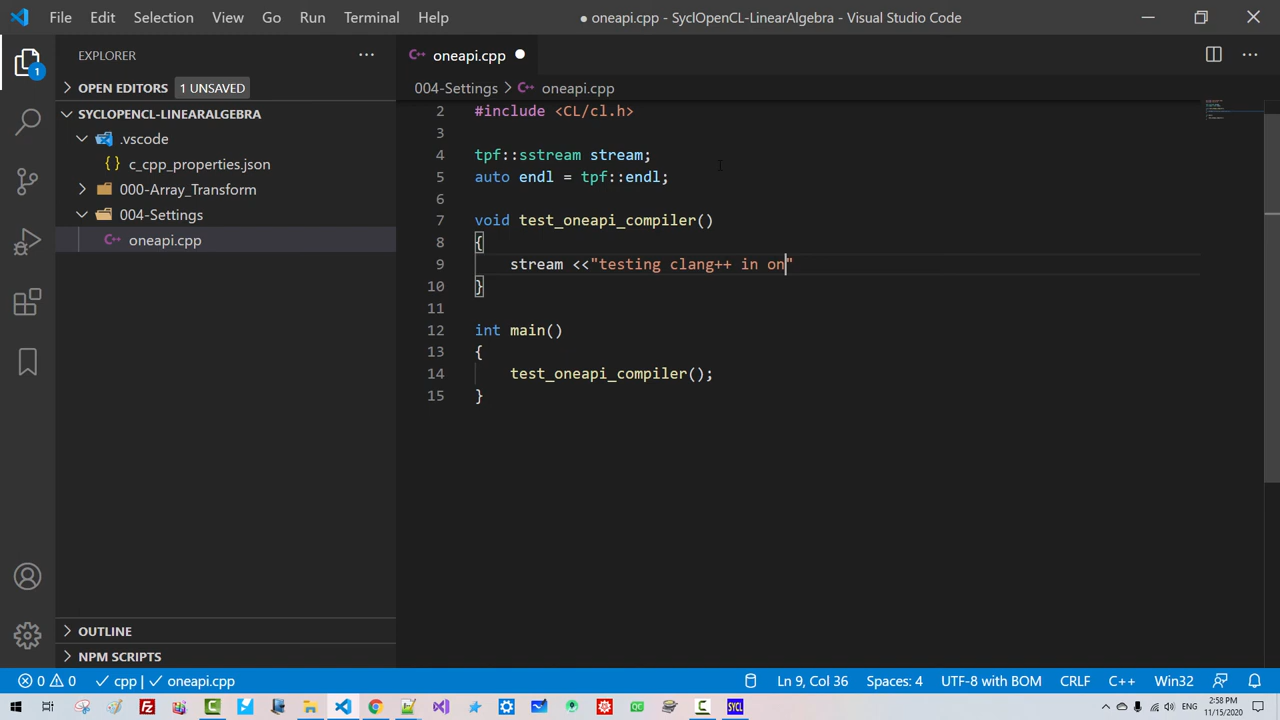 File Edit Selection View Go Run Terminal Help
● oneapi.cpp - SyclOpenCL-LinearAlgebra - Visual Studio Code
EXPLORER
OPEN EDITORS 1 UNSAVED
SYCLOPENCL-LINEARALGEBRA
.vscode
{} c_cpp_properties.json
000-Array_Transform
004-Settings
oneapi.cpp
OUTLINE
NPM SCRIPTS
1
oneapi.cpp
004-Settings > oneapi.cpp
2 #include <CL/cl.h>
3
4 tpf::sstream stream;
5 auto endl = tpf::endl;
6
7 void test_oneapi_compiler()
8 {
9 stream <<"testing clang++ in on"
10 }
11
12 int main()
13 {
14 test_oneapi_compiler();
15 }
0 0 cpp | oneapi.cpp
Ln 9, Col 36 Spaces: 4 UTF-8 with BOM CRLF C++ Win32
2:58 PM
11/15/2020
SYCL
QC